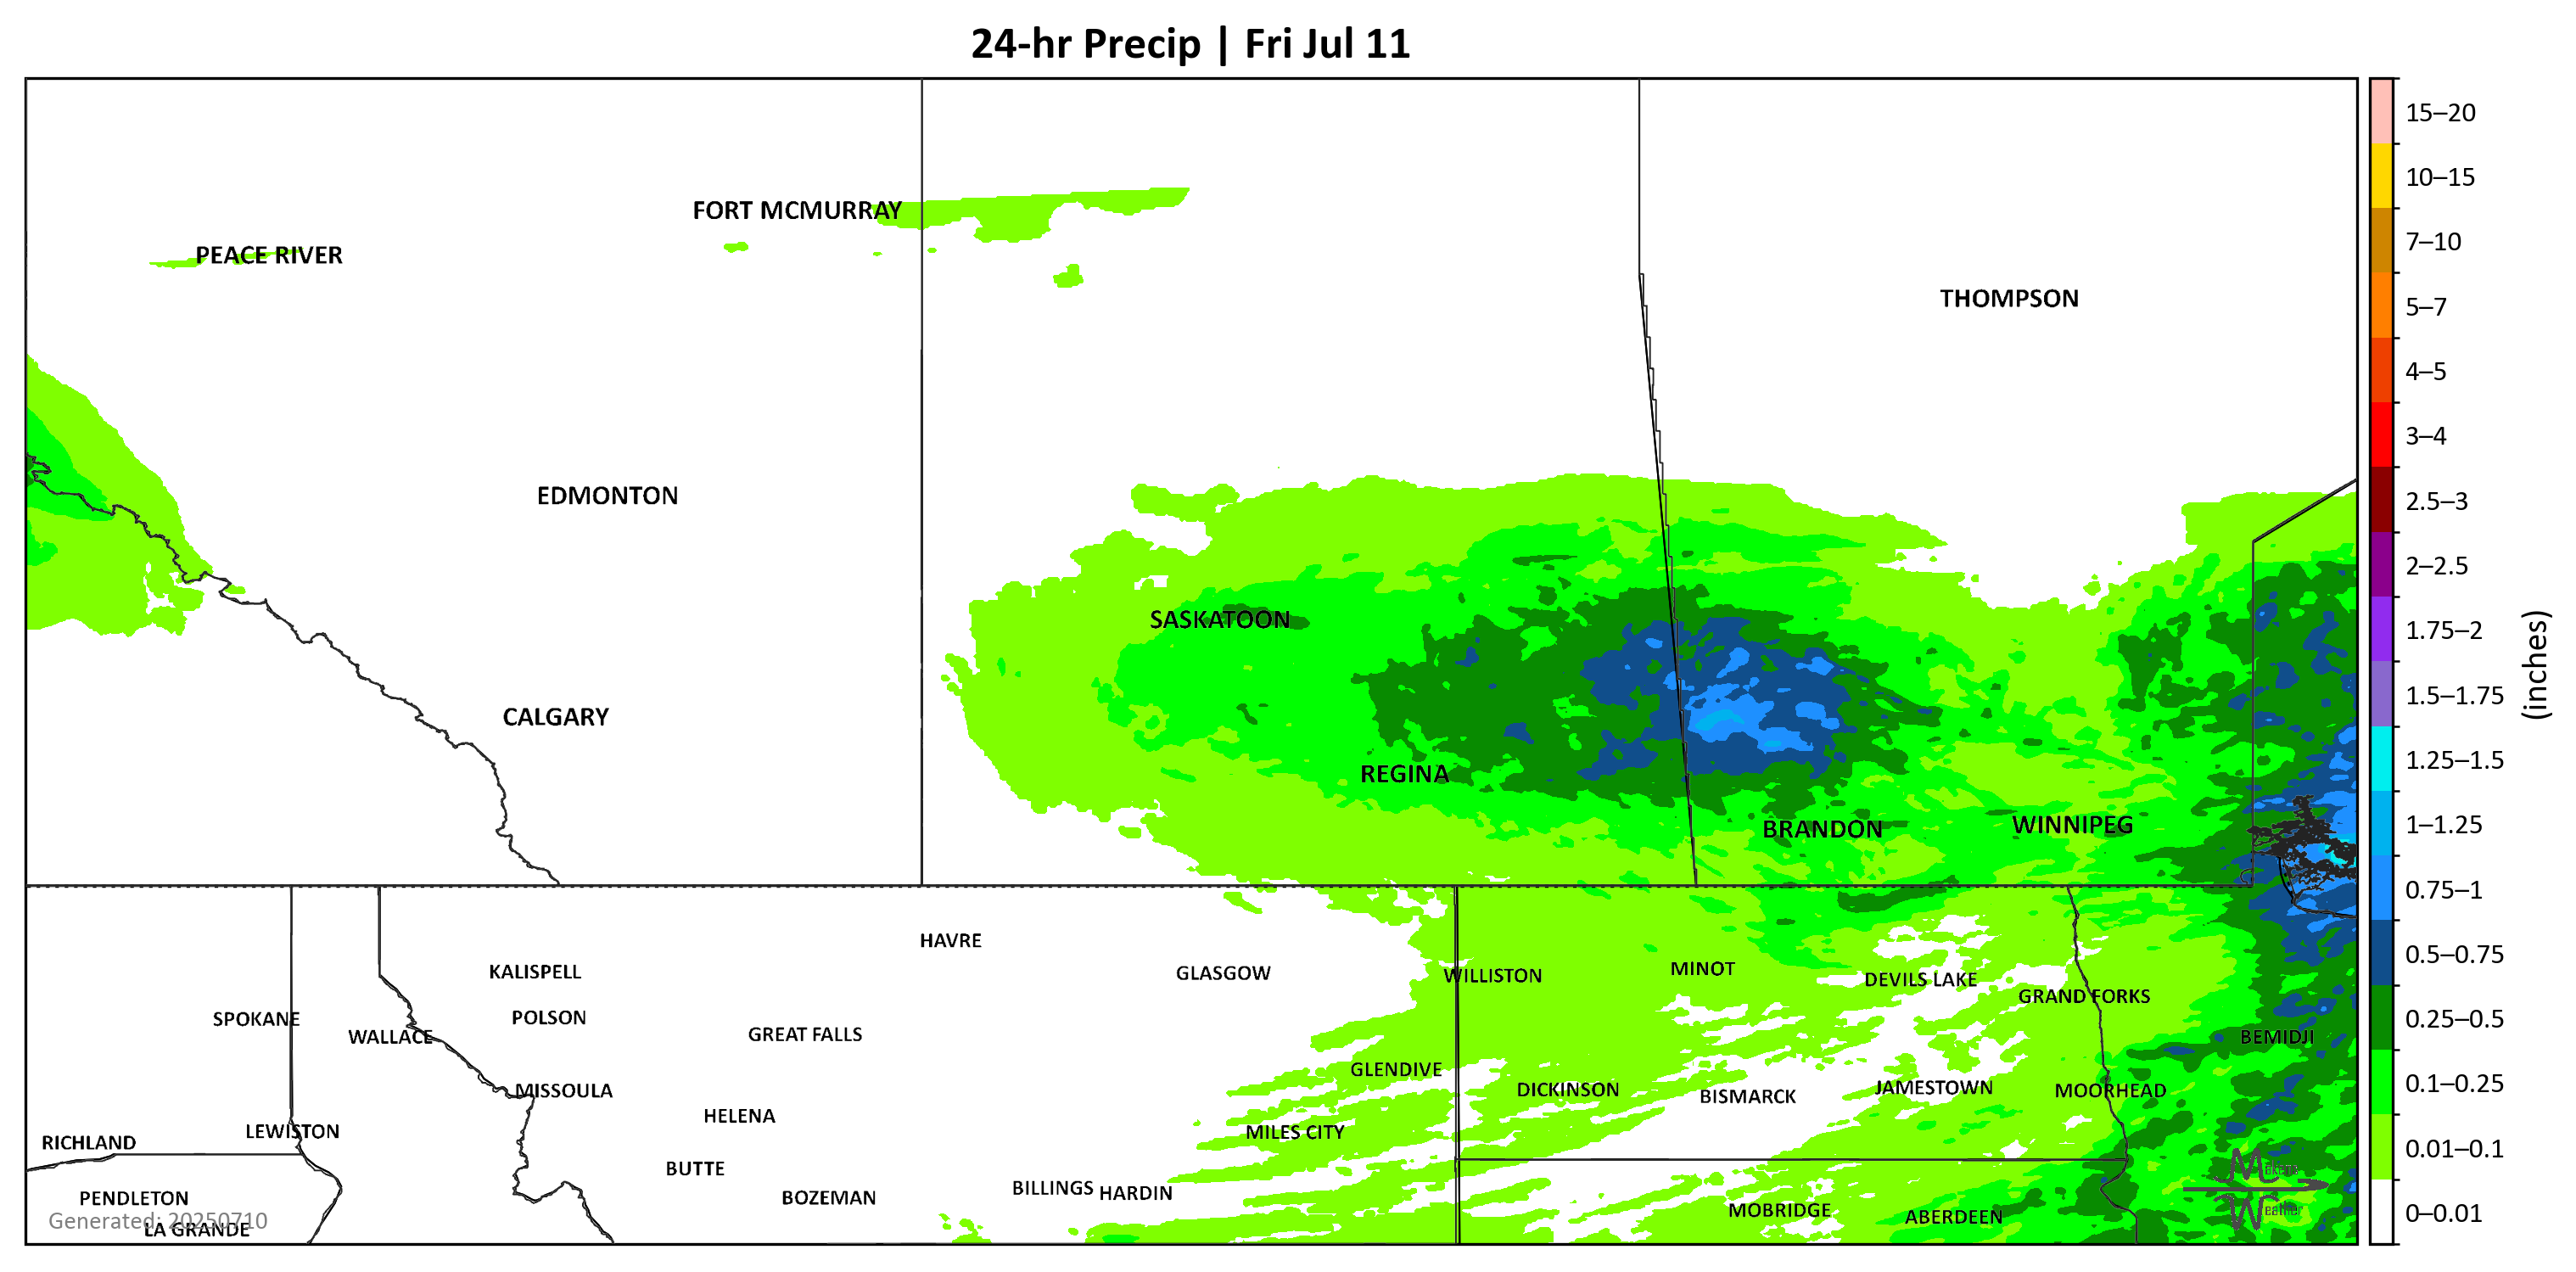 24-hr Precip | Fri Jul 11
FORT MCMURRAY
PEACE RIVER
THOMPSON
EDMONTON
SASKATOON
CALGARY
REGINA
BRANDON
WINNIPEG
HAVRE
KALISPELL
GLASGOW
WILLISTON
MINOT
DEVILS LAKE
GRAND FORKS
SPOKANE
POLSON
WALLACE
GREAT FALLS
BEMIDJI
GLENDIVE
MISSOULA
DICKINSON
BISMARCK
JAMESTOWN
MOORHEAD
HELENA
LEWISTON
MILES CITY
RICHLAND
BUTTE
BILLINGS
HARDIN
PENDLETON
BOZEMAN
MOBRIDGE
ABERDEEN
Generated: 20250710
LA GRANDE
Weather
15–20
10–15
7–10
5–7
4–5
3–4
2.5–3
2–2.5
1.75–2
1.5–1.75
1.25–1.5
1–1.25
0.75–1
0.5–0.75
0.25–0.5
0.1–0.25
0.01–0.1
0–0.01
(inches)